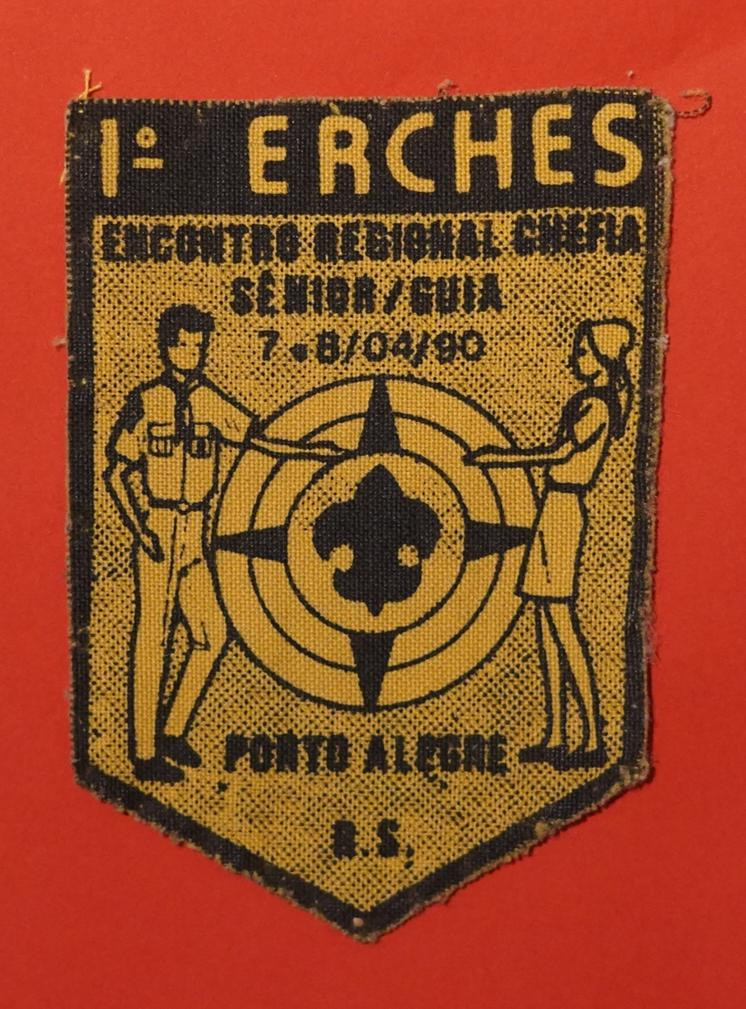 1º ERCHES
ENCONTRO REGIONAL CHEFIA
SÊNIOR/GUIA
7 e 8/04/90
PORTO ALEGRE
R.S.